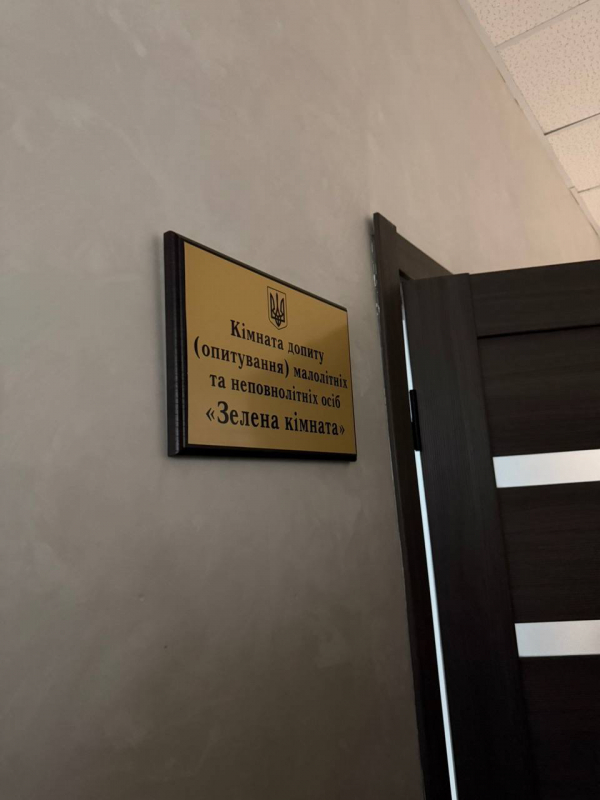 Кімната допиту
(опитування) малолітніх
та неповнолітніх осіб
«Зелена кімната»